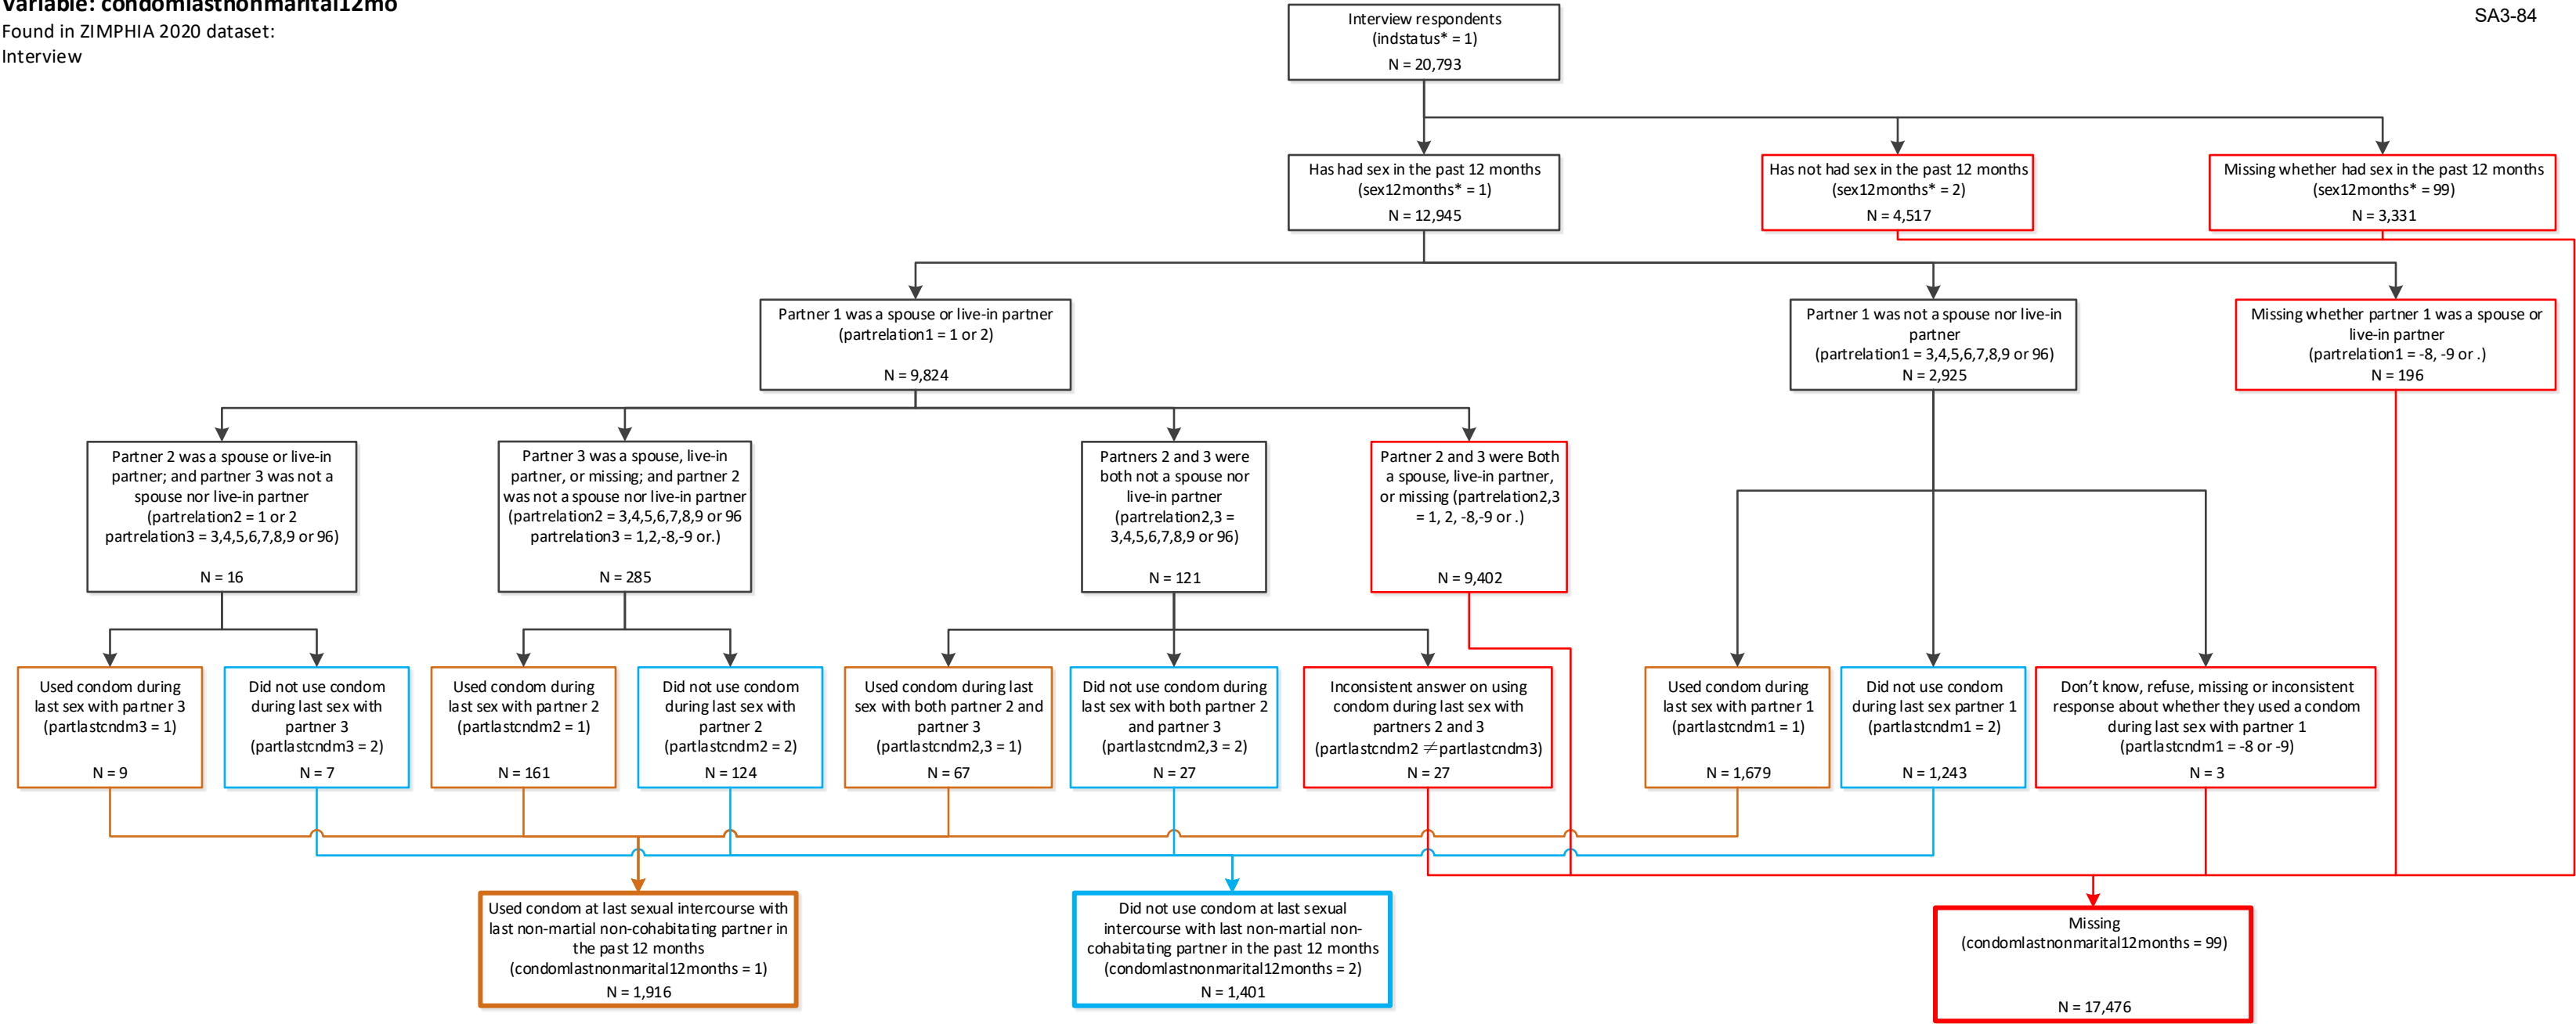 Variable: condomlastnonmarital12mo
Found in ZIMPHIA 2020 dataset:
Interview
SA3-84
Interview respondents
(indstatus* = 1)
N = 20,793
Has had sex in the past 12 months
(sex12months* = 1)
N = 12,945
Has not had sex in the past 12 months
(sex12months* = 2)
N = 4,517
Missing whether had sex in the past 12 months
(sex12months* = 99)
N = 3,331
Partner 1 was a spouse or live-in partner
(partrelation1 = 1 or 2)
N = 9,824
Partner 1 was not a spouse nor live-in
partner
(partrelation1 = 3,4,5,6,7,8,9 or 96)
N = 2,925
Missing whether partner 1 was a spouse or
live-in partner
(partrelation1 = -8, -9 or .)
N = 196
Partner 2 was a spouse or live-in
partner; and partner 3 was not a
spouse nor live-in partner
(partrelation2 = 1 or 2
partrelation3 = 3,4,5,6,7,8,9 or 96)
N = 16
Partner 3 was a spouse, live-in
partner, or missing; and partner 2
was not a spouse nor live-in partner
(partrelation2 = 3,4,5,6,7,8,9 or 96
partrelation3 = 1,2,-8,-9 or.)
N = 285
Partners 2 and 3 were
both not a spouse nor
live-in partner
(partrelation2,3 =
3,4,5,6,7,8,9 or 96)
N = 121
Partner 2 and 3 were Both
a spouse, live-in partner,
or missing (partrelation2,3
= 1, 2, -8,-9 or .)
N = 9,402
Used condom during
last sex with partner 3
(partlastcndm3 = 1)
N = 9
Did not use condom
during last sex with
partner 3
(partlastcndm3 = 2)
N = 7
Used condom during
last sex with partner 2
(partlastcndm2 = 1)
N = 161
Did not use condom
during last sex with
partner 2
(partlastcndm2 = 2)
N = 124
Used condom during last
sex with both partner 2 and
partner 3
(partlastcndm2,3 = 1)
N = 67
Did not use condom during
last sex with both partner 2
and partner 3
(partlastcndm2,3 = 2)
N = 27
Inconsistent answer on using
condom during last sex with
partners 2 and 3
(partlastcndm2 ≠partlastcndm3)
N = 27
Used condom during
last sex with partner 1
(partlastcndm1 = 1)
N = 1,679
Did not use condom
during last sex partner 1
(partlastcndm1 = 2)
N = 1,243
Don’t know, refuse, missing or inconsistent
response about whether they used a condom
during last sex with partner 1
(partlastcndm1 = -8 or -9)
N = 3
Used condom at last sexual intercourse with
last non-martial non-cohabitating partner in
the past 12 months
(condomlastnonmarital12months = 1)
N = 1,916
Did not use condom at last sexual
intercourse with last non-martial non-
cohabitating partner in the past 12 months
(condomlastnonmarital12months = 2)
N = 1,401
Missing
(condomlastnonmarital12months = 99)
N = 17,476